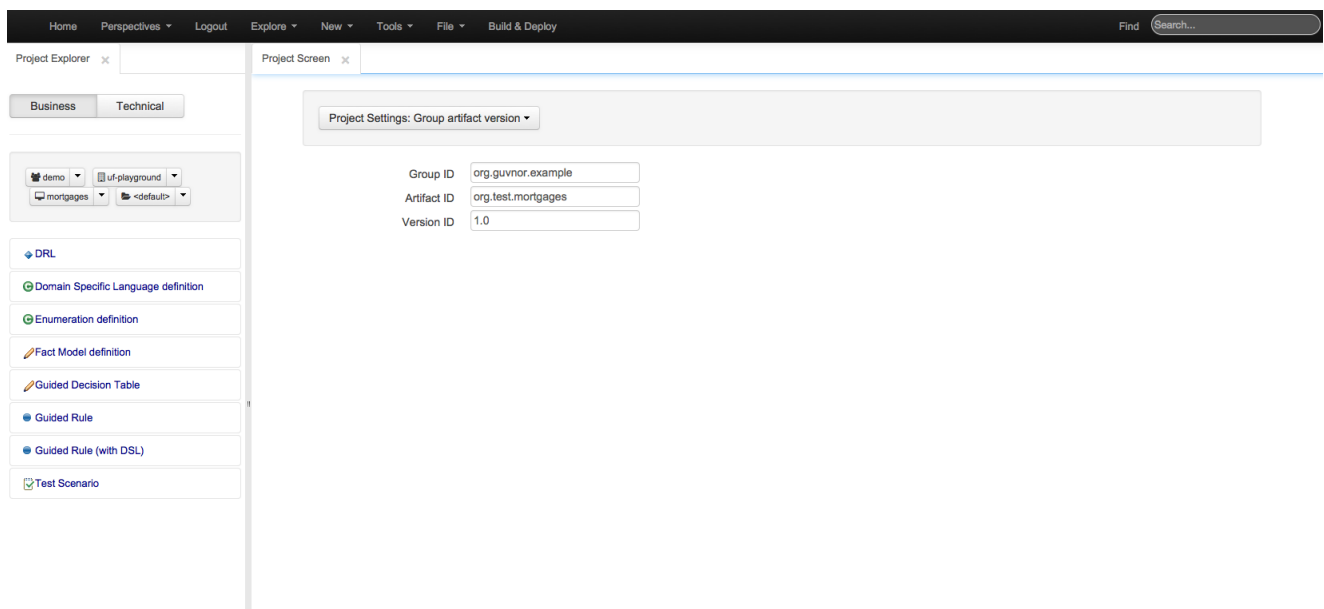 Home Perspectives Logout Explore New Tools File Build & Deploy Find Search...
Project Explorer
Project Screen
Business Technical
Project Settings: Group artifact version
demo uf-playground
mortgages <default>
Group ID org.guvnor.example
Artifact ID org.test.mortgages
Version ID 1.0
DRL
Domain Specific Language definition
Enumeration definition
Fact Model definition
Guided Decision Table
Guided Rule
Guided Rule (with DSL)
Test Scenario